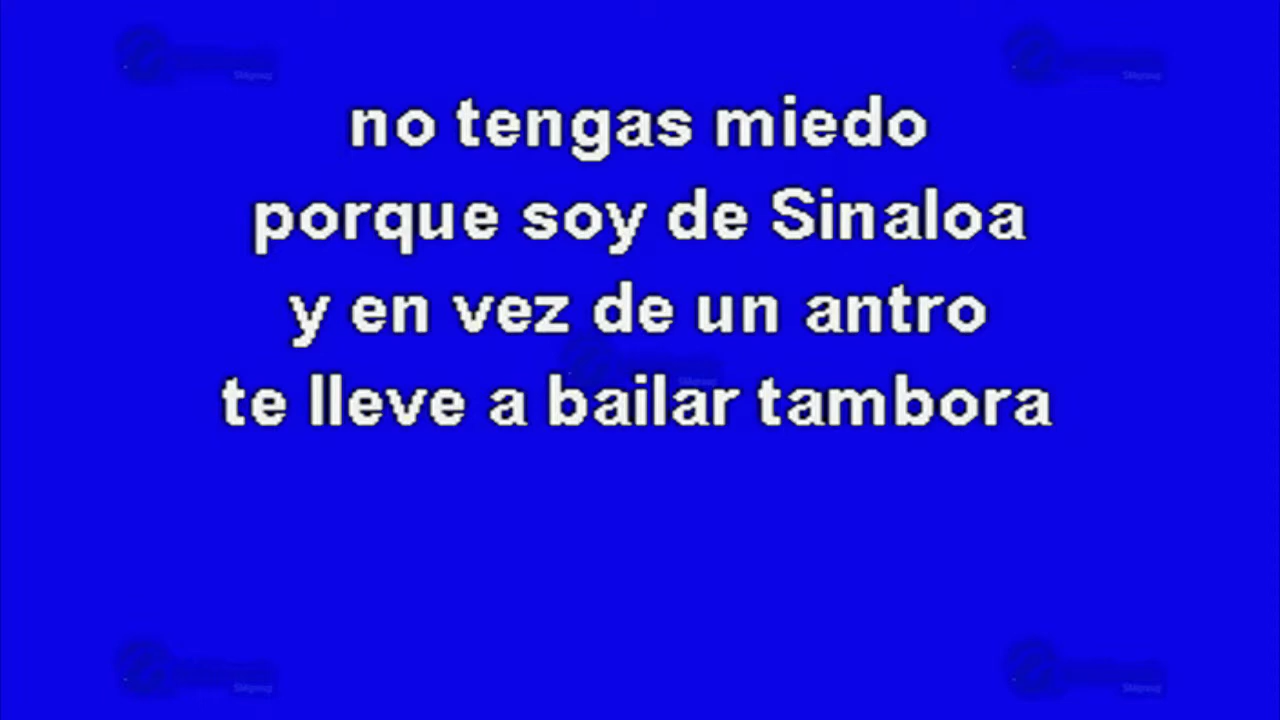 no tengas miedo
porque soy de Sinaloa
y en vez de un antro
te lleve a bailar tambora